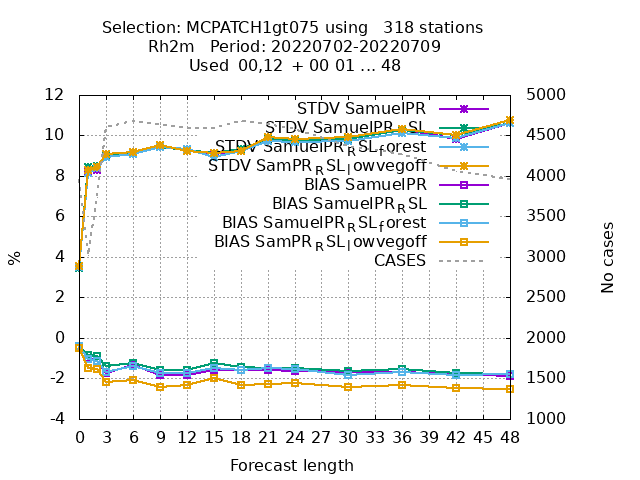 Selection: MCPATCH1gt075 using 318 stations
Rh2m Period: 20220702-20220709
Used 00,12 + 00 01 ... 48
12
10
8
6
4
2
0
-2
-4
%
5000
4500
4000
3500
3000
2500
2000
1500
1000
No cases
STDV SamuelPR
STDV SamuelPR_RSL
STDV SamuelPR_RSL_forest
STDV SamPR_RSL_lowvegoff
BIAS SamuelPR
BIAS SamuelPR_RSL
BIAS SamuelPR_RSL_forest
BIAS SamPR_RSL_lowvegoff
CASES
0 3 6 9 12 15 18 21 24 27 30 33 36 39 42 45 48
Forecast length